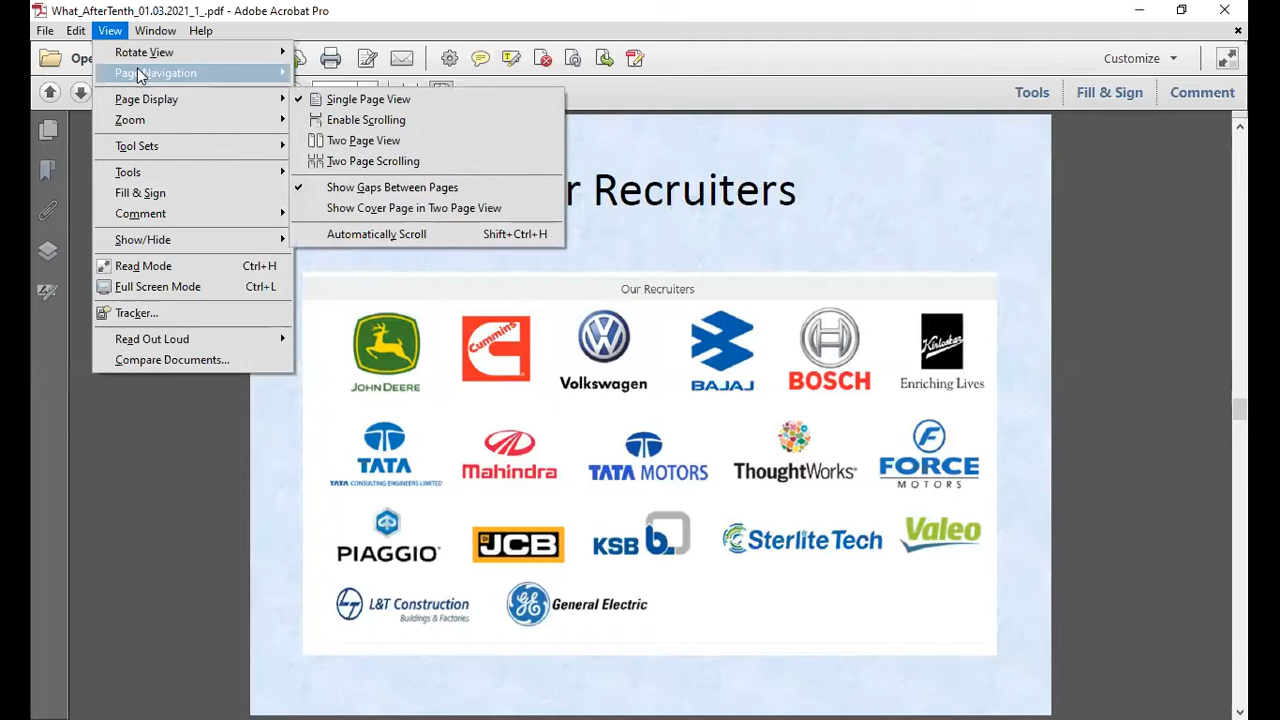 What_AfterTenth_01.03.2021_1_.pdf - Adobe Acrobat Pro
File Edit View Window Help
Customize
Tools Fill & Sign Comment
Rotate View
Page Navigation
Page Display
Zoom
Tool Sets
Tools
Fill & Sign
Comment
Show/Hide
Read Mode Ctrl+H
Full Screen Mode Ctrl+L
Tracker...
Read Out Loud
Compare Documents...
Single Page View
Enable Scrolling
Two Page View
Two Page Scrolling
Show Gaps Between Pages
Show Cover Page in Two Page View
Automatically Scroll Shift+Ctrl+H
Recruiters
Our Recruiters
JOHN DEERE
Cummins
Volkswagen
BAJAJ
BOSCH
Kirloskar
Enriching Lives
TATA
TATA CONSULTING ENGINEERS LIMITED
Mahindra
TATA MOTORS
ThoughtWorks®
FORCE
MOTORS
PIAGGIO®
JCB
KSB b.
Sterlite Tech
Valeo
L&T Construction
Buildings & Factories
GE General Electric